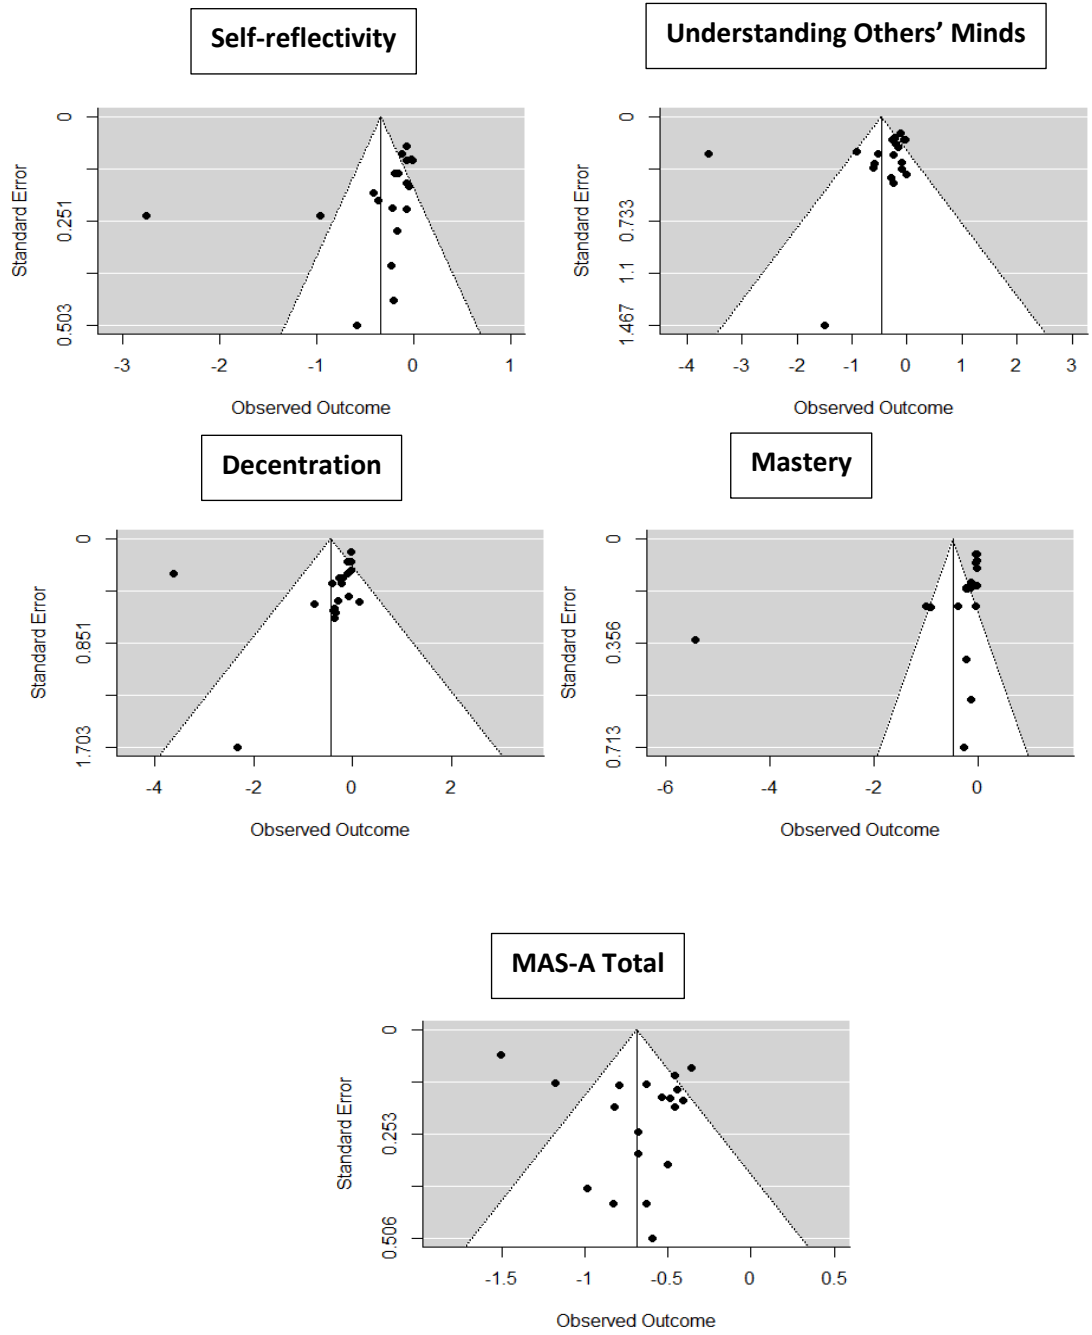 Self-reflectivity
Understanding Others' Minds
0
0.251
0.503
Standard Error
-3
-1
0
1
Observed Outcome
0
0.733
1.1
1.467
Standard Error
-4
-2
-1
0
1
2
3
Observed Outcome
Decentration
Mastery
0
0.851
1.703
Standard Error
-4
-2
0
2
Observed Outcome
0
0.356
0.713
Standard Error
-6
-4
-2
0
Observed Outcome
MAS-A Total
0
0.253
0.506
Standard Error
-1.5
-1
-0.5
0
0.5
Observed Outcome